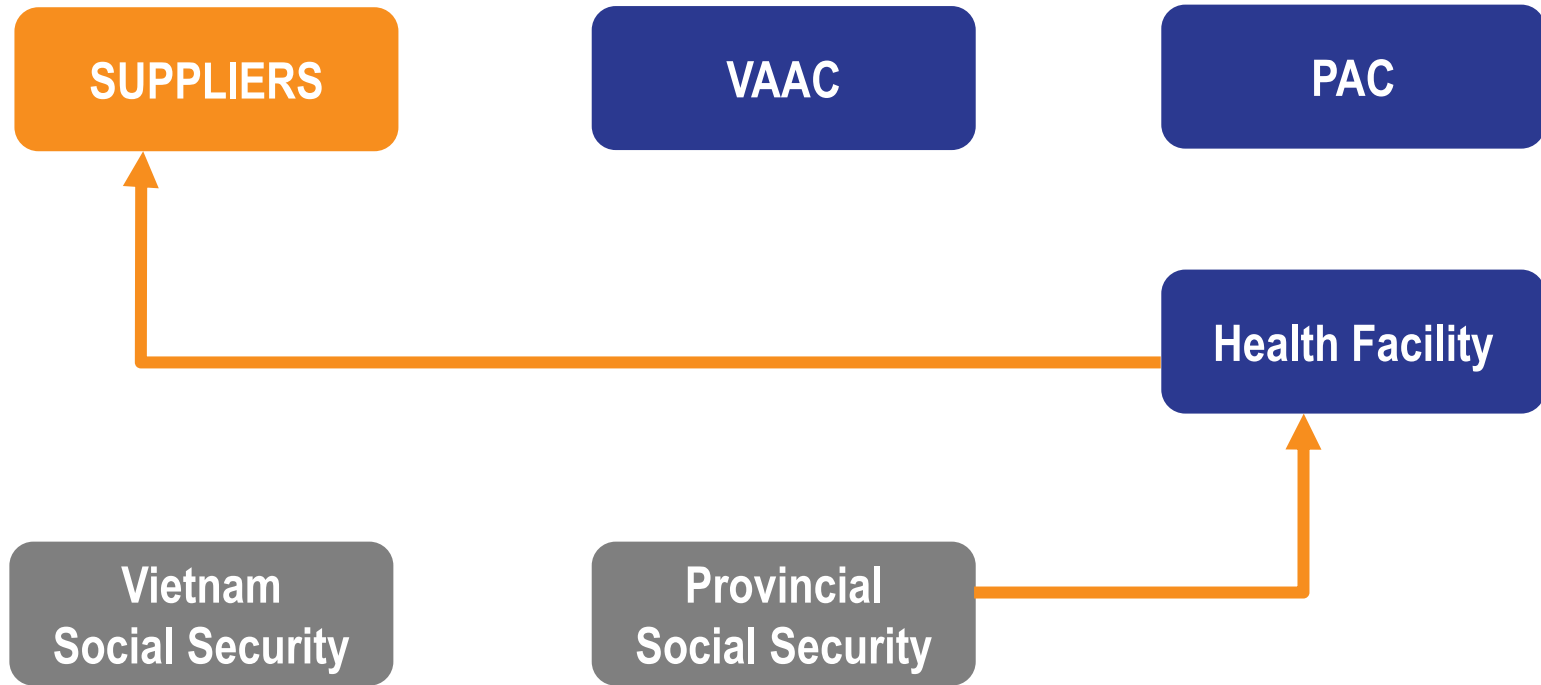 SUPPLIERS
VAAC
PAC
Health Facility
Vietnam
Social Security
Provincial
Social Security